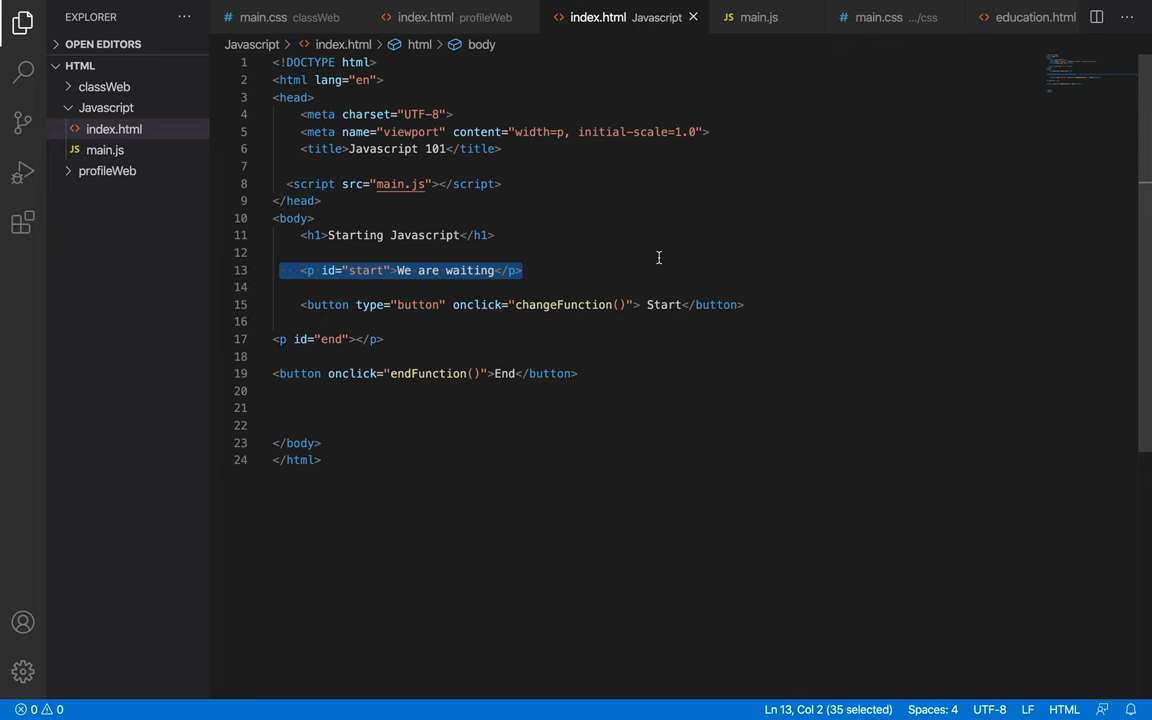 EXPLORER
# main.css classWeb
<> index.html profileWeb
<> index.html Javascript ×
JS main.js
# main.css .../css
<> education.html
OPEN EDITORS
HTML
classWeb
Javascript
<> index.html
JS main.js
profileWeb
Javascript > <> index.html > html > body
1 <!DOCTYPE html>
2 <html lang="en">
3 <head>
4 <meta charset="UTF-8">
5 <meta name="viewport" content="width=p, initial-scale=1.0">
6 <title>Javascript 101</title>
7
8 <script src="main.js"></script>
9 </head>
10 <body>
11 <h1>Starting Javascript</h1>
12
13 <p id="start">We are waiting</p>
14
15 <button type="button" onclick="changeFunction()"> Start</button>
16
17 <p id="end"></p>
18
19 <button onclick="endFunction()">End</button>
20
21
22
23 </body>
24 </html>
0 0 Ln 13, Col 2 (35 selected) Spaces: 4 UTF-8 LF HTML